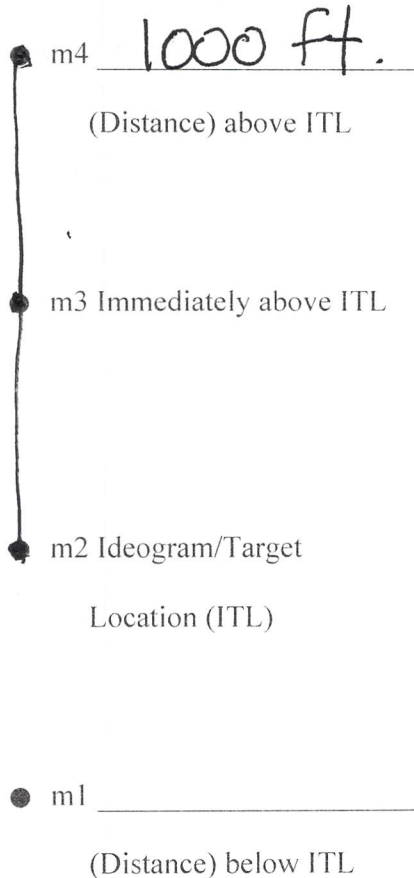 m4 1000 ft.
(Distance) above ITL
m3 Immediately above ITL
m2 Ideogram/Target
Location (ITL)
m1
(Distance) below ITL